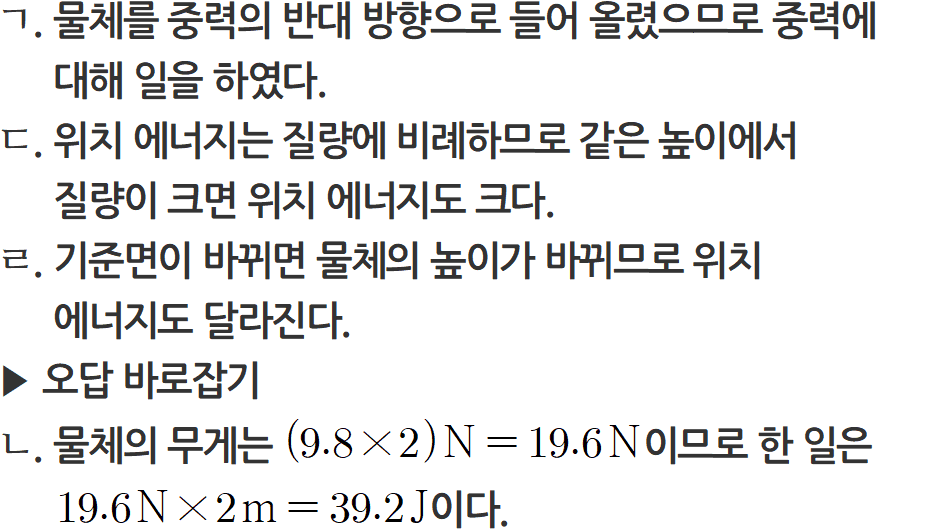 ㄱ. 물체를 중력의 반대 방향으로 들어 올렸으므로 중력에
대해 일을 하였다.
ㄷ. 위치 에너지는 질량에 비례하므로 같은 높이에서
질량이 크면 위치 에너지도 크다.
ㄹ. 기준면이 바뀌면 물체의 높이가 바뀌므로 위치
에너지도 달라진다.
▶ 오답 바로잡기
ㄴ. 물체의 무게는 (9.8×2)N=19.6N이므로 한 일은
19.6N×2m=39.2J이다.